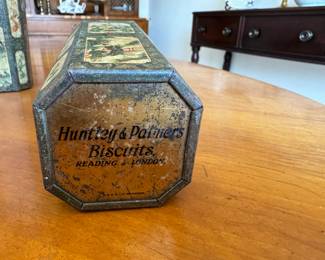 Huntley & Palmers
Biscuits,
READING & LONDON.